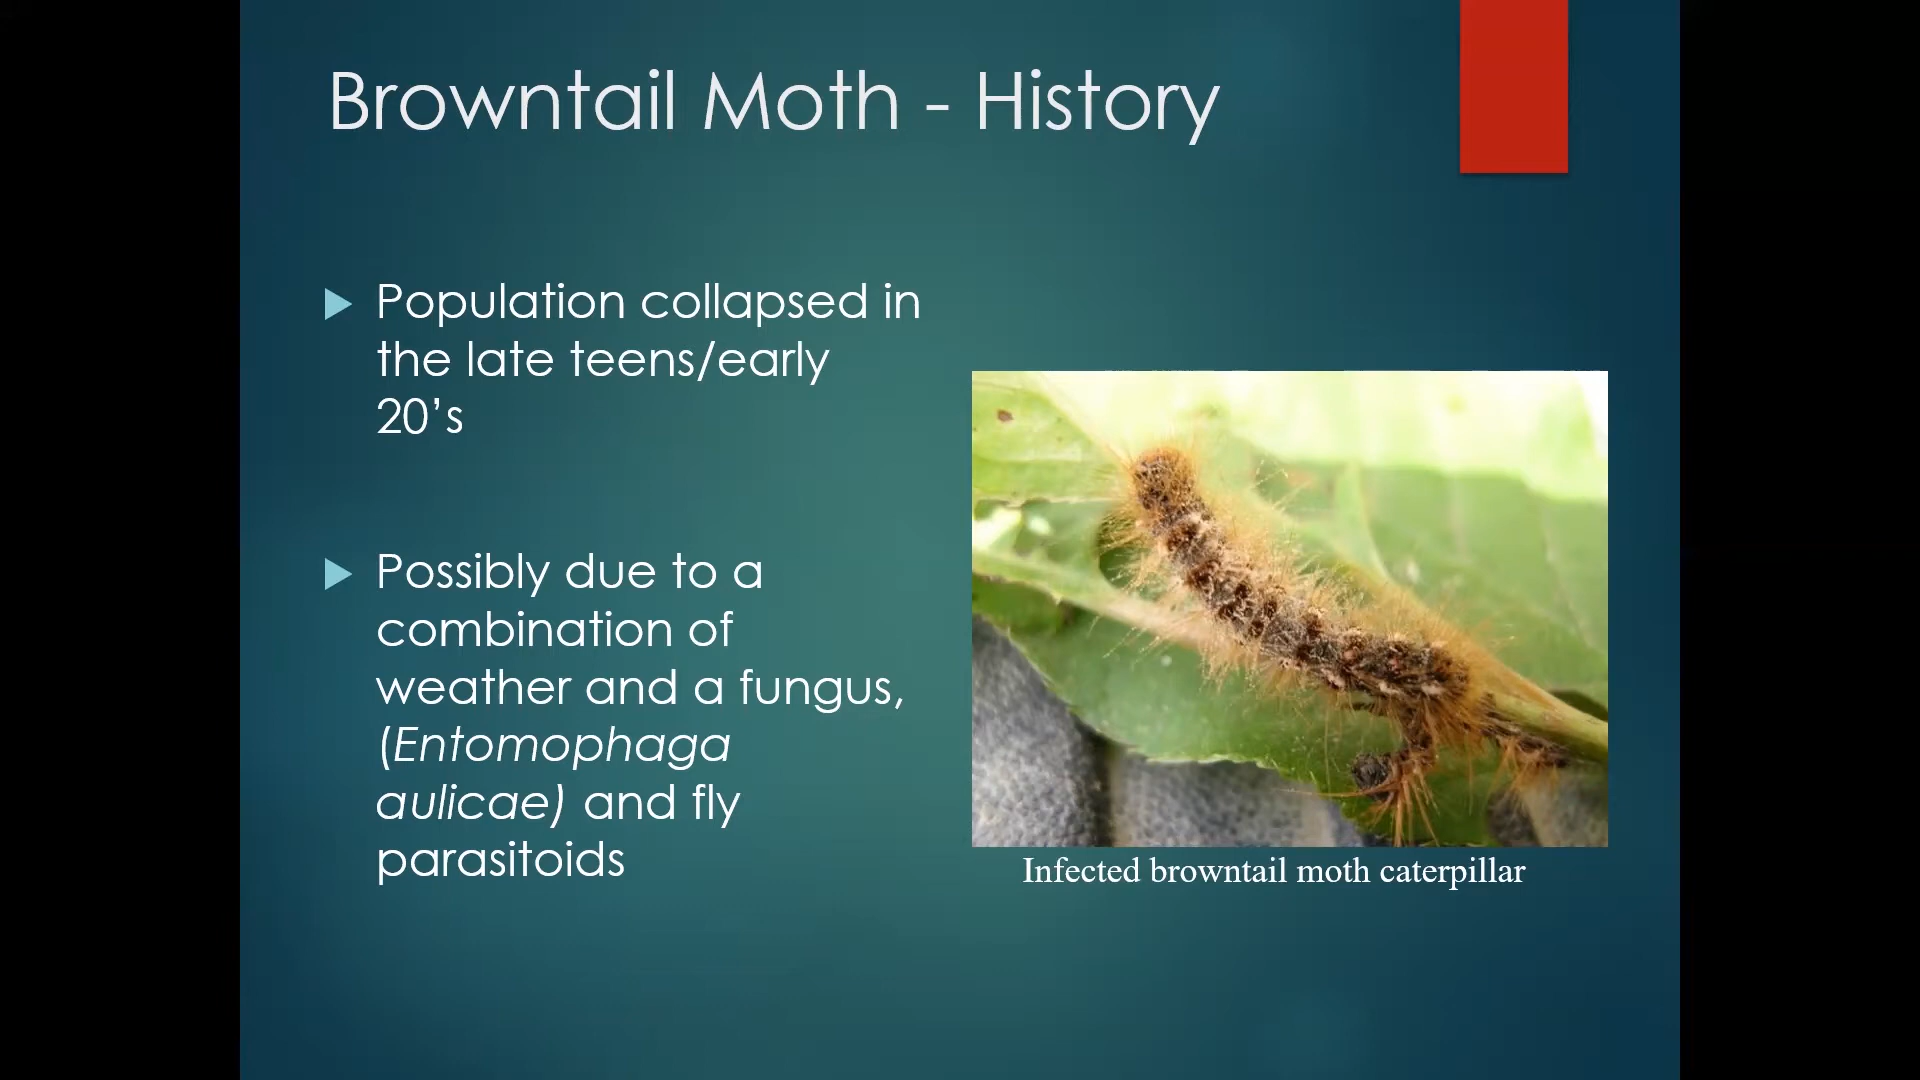 Browntail Moth - History
Population collapsed in
the late teens/early
20’s
Possibly due to a
combination of
weather and a fungus,
(Entomophaga
aulicae) and fly
parasitoids
Infected browntail moth caterpillar